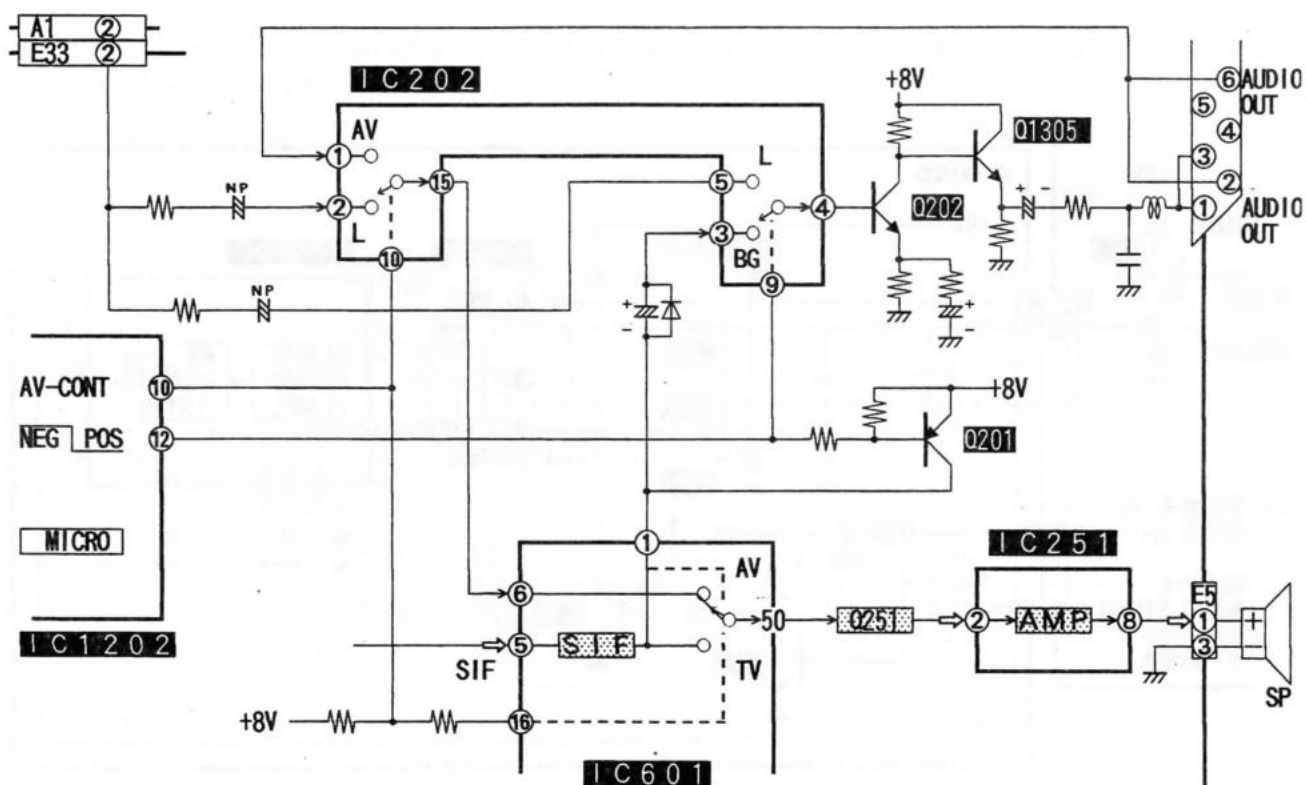 A1 2
E33 2
IC202
+8V
6 AUDIO OUT
5
AV
Q1305
4
1
3
15
L
NP
5
2
2
4
Q202
+ -
1 AUDIO OUT
L
3
10
BG
9
NP
+
-
+
-
AV-CONT 10
+8V
NEG POS 12
Q201
MICRO
1
IC251
AV
6
E5
50
Q251
2
AMP
8
1
+
5
SIF
3
-
SIF
TV
SP
+8V
16
IC1202
IC601